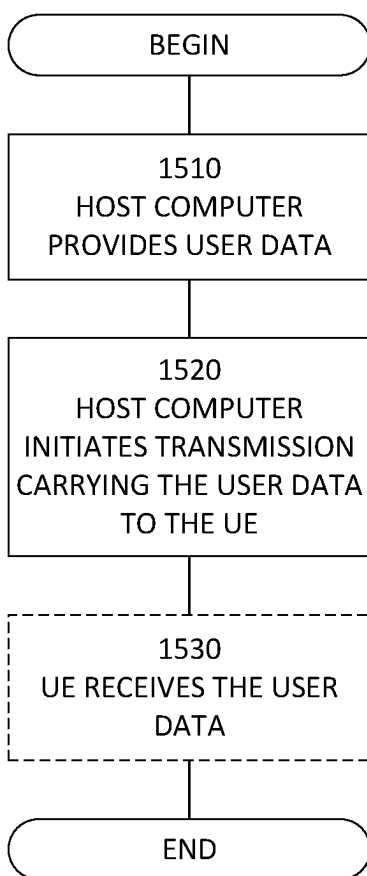 BEGIN
1510
HOST COMPUTER
PROVIDES USER DATA
1520
HOST COMPUTER
INITIATES TRANSMISSION
CARRYING THE USER DATA
TO THE UE
1530
UE RECEIVES THE USER
DATA
END